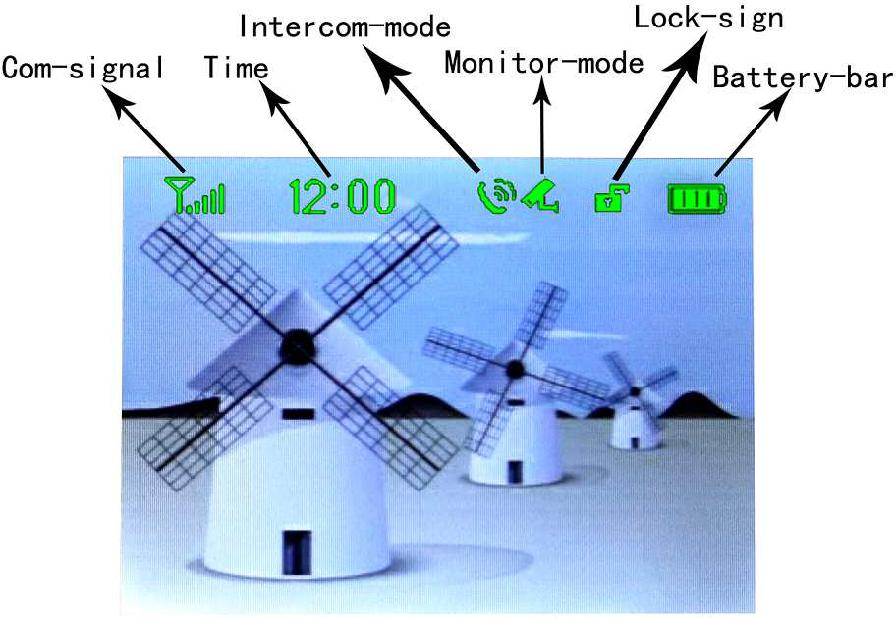 Intercom-mode
Lock-sign
Com-signal
Time
Monitor-mode
Battery-bar
12:00